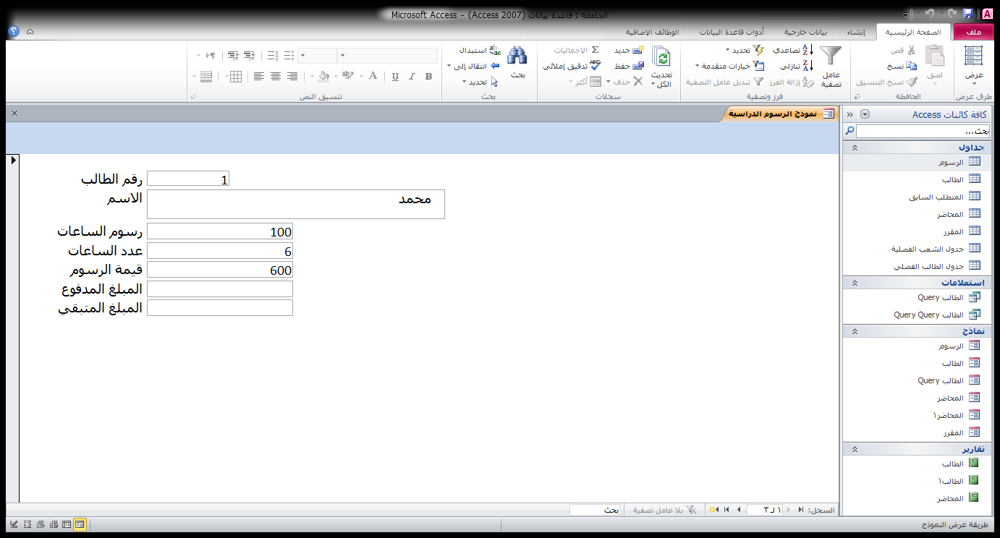 الجامعة : قاعدة بيانات (Access 2007) - Microsoft Access
ملف
الصفحة الرئيسية
إنشاء
بيانات خارجية
أدوات قاعدة البيانات
الوظائف الإضافية
عرض
طرق عرض
لصق
قص
نسخ
نسخ التنسيق
الحافظة
عامل تصفية
تصاعدي
تنازلي
إزالة الفرز
تحديد
خيارات متقدمة
تبديل عامل التصفية
فرز وتصفية
تحديث الكل
جديد
حفظ
حذف
الإجماليات
تدقيق إملائي
أكثر
سجلات
بحث
استبدال
انتقال إلى
تحديد
بحث
تنسيق النص
كافة كائنات Access
بحث...
جداول
الرسوم
الطالب
المتطلب السابق
المحاضر
المقرر
جدول الشعب الفصلية
جدول الطالب الفصلي
استعلامات
الطالب Query
الطالب Query Query
نماذج
الرسوم
الطالب
الطالب Query
المحاضر
المحاضر١
المقرر
تقارير
الطالب
الطالب١
المحاضر
نموذج الرسوم الدراسية
رقم الطالب 1
الاسم محمد
رسوم الساعات 100
عدد الساعات 6
قيمة الرسوم 600
المبلغ المدفوع
المبلغ المتبقي
السجل: ١ لـ ٣ بلا عامل تصفية بحث
طريقة عرض النموذج